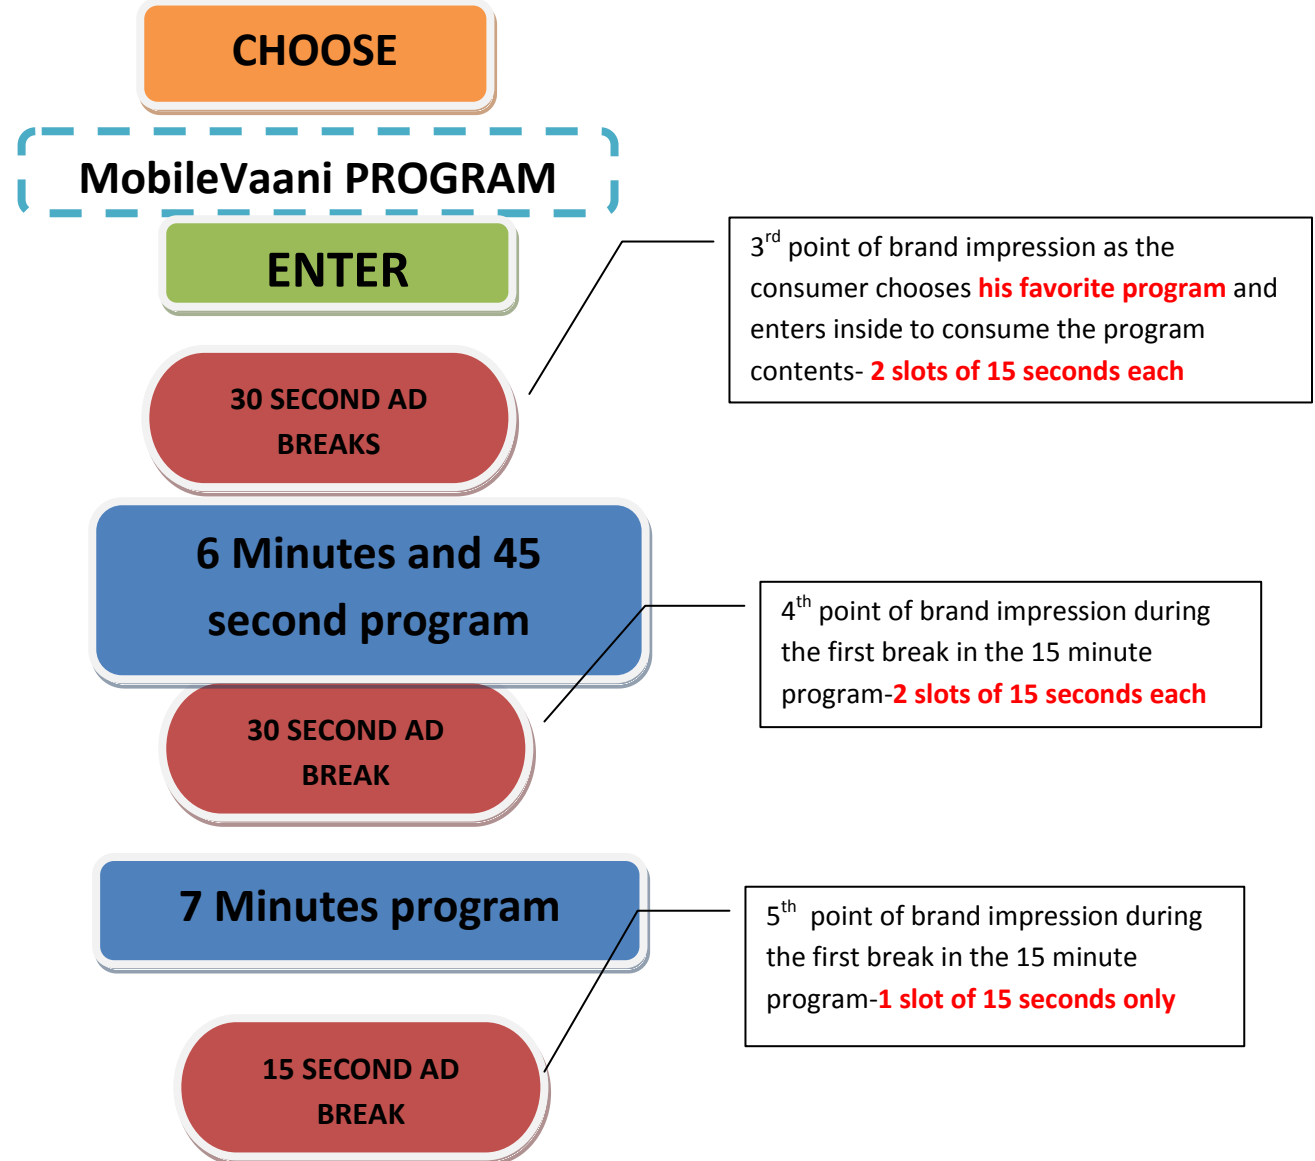 CHOOSE
MobileVaani PROGRAM
ENTER
3rd point of brand impression as the
consumer chooses his favorite program and
enters inside to consume the program
contents- 2 slots of 15 seconds each
30 SECOND AD
BREAKS
6 Minutes and 45
second program
4th point of brand impression during
the first break in the 15 minute
program-2 slots of 15 seconds each
30 SECOND AD
BREAK
7 Minutes program
5th point of brand impression during
the first break in the 15 minute
program-1 slot of 15 seconds only
15 SECOND AD
BREAK